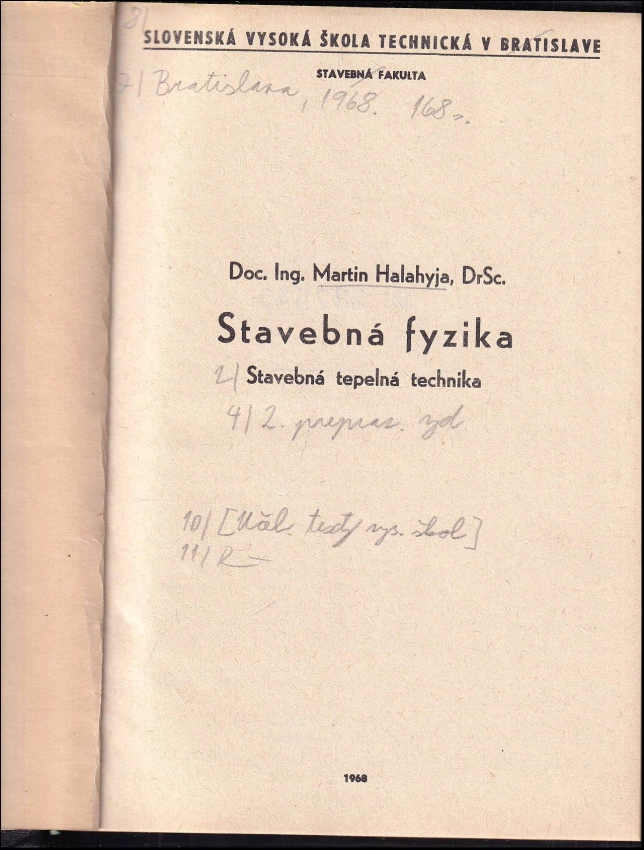 8/
SLOVENSKÁ VYSOKÁ ŠKOLA TECHNICKÁ V BRATISLAVE
STAVEBNÁ FAKULTA
7/ Bratislava, 1968. 168 s.
Doc. Ing. Martin Halahyja, DrSc.
Stavebná fyzika
2/ Stavebná tepelná technika
4/ 2. preprac. vyd.
10/ [Učeb. texty vys. škol]
11/ R –
1968